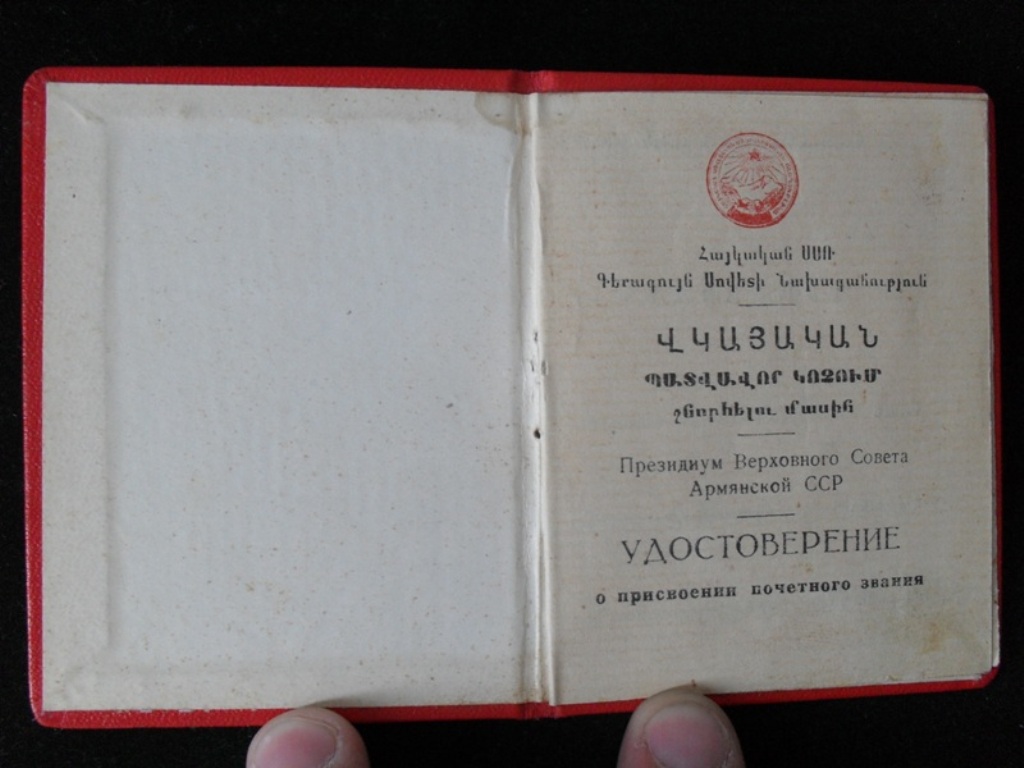 Հայկական ՍՍՌ
Գերագույն Սովետի Նախագահություն
ՎԿԱՅԱԿԱՆ
ՊԱՏՎԱՎՈՐ ԿՈՉՈՒՄ
շնորհելու մասին
Президиум Верховного Совета
Армянской ССР
УДОСТОВЕРЕНИЕ
о присвоении почетного звания